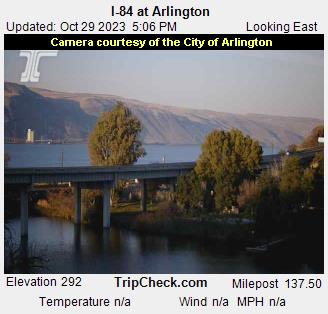 I-84 at Arlington
Updated: Oct 29 2023 5:06 PM Looking East
Camera courtesy of the City of Arlington
Elevation 292 TripCheck.com Milepost 137.50
Temperature n/a Wind n/a MPH n/a